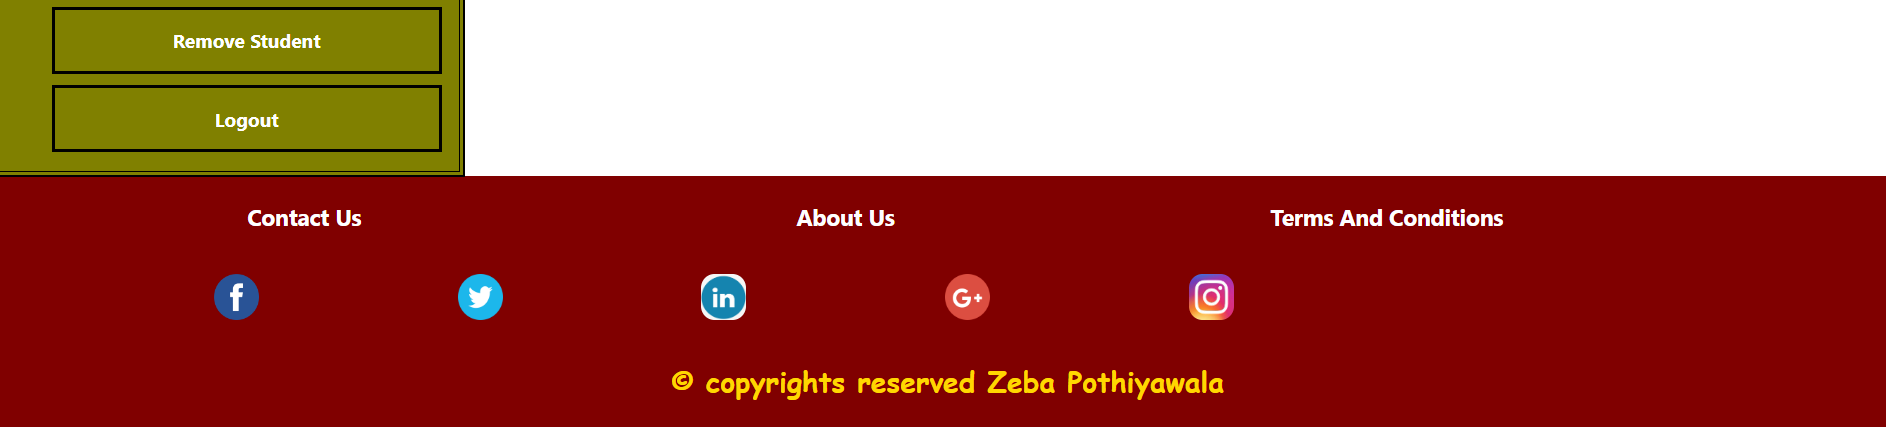 Remove Student
Logout
Contact Us About Us Terms And Conditions
f in G+
© copyrights reserved Zeba Pothiyawala